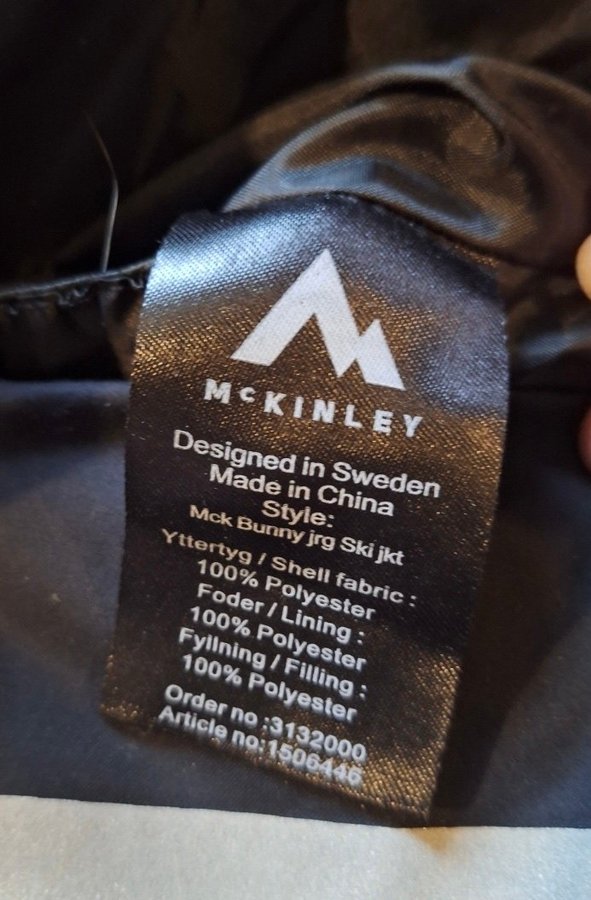 McKINLEY
Designed in Sweden
Made in China
Style:
Mck Bunny jrg Ski jkt
Yttertyg / Shell fabric :
100% Polyester
Foder / Lining :
100% Polyester
Fyllning / Filling :
100% Polyester
Order no :3132000
Article no:1506446